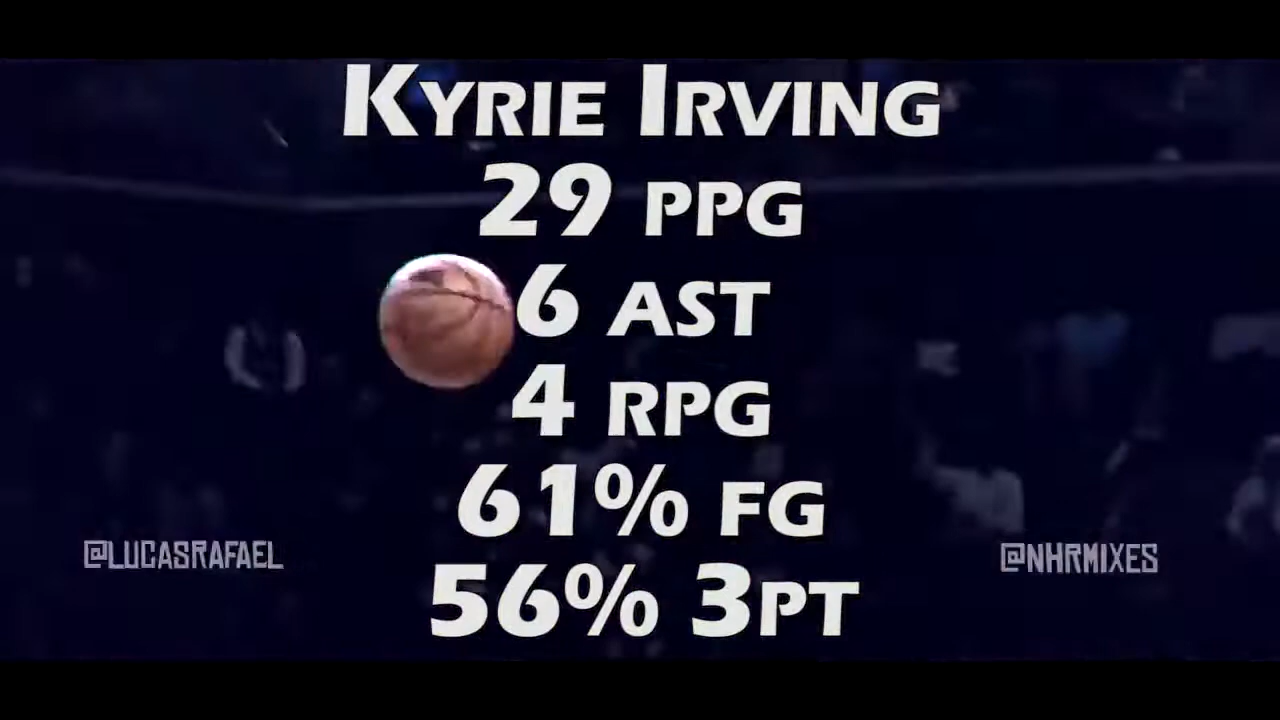 Kyrie Irving
29 PPG
6 AST
4 RPG
61% FG
56% 3PT
@LUCASRAFAEL
@NHRMIXES